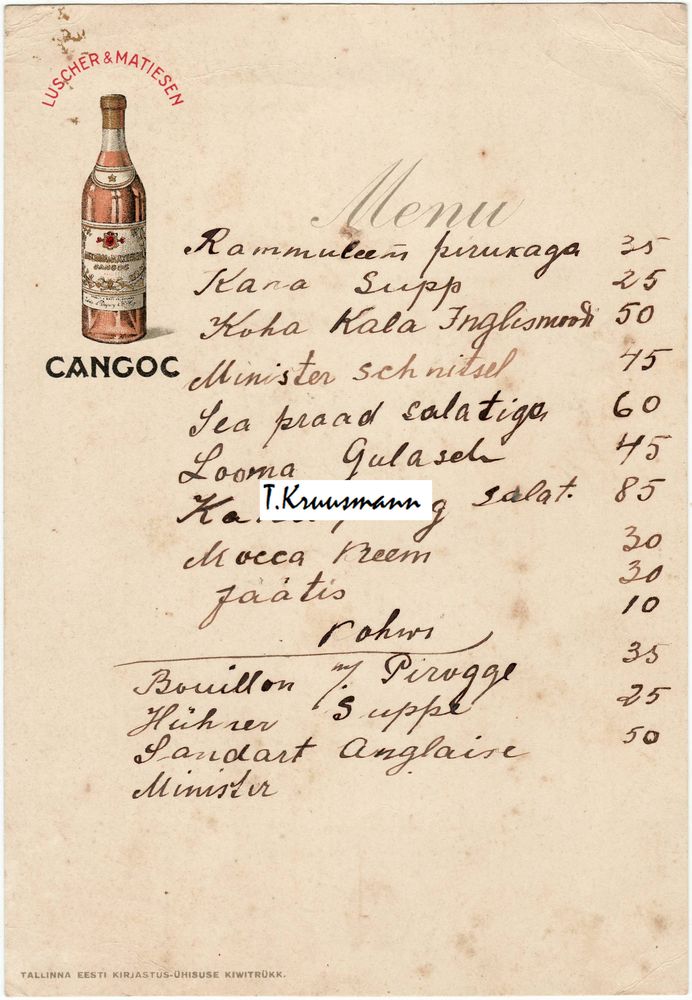 LUSCHER & MATIESEN
CANGOC
Menu
Rammuleem pirukaga 35
Kana Supp 25
Koha Kala Inglismoodi 50
Minister schnitsel 45
Sea praad salatiga 60
Looma Gulasch 45
T.Kruusmann salat. 85
Mocca Kreem 30
Jäätis 30
Kohwi 10
Bouillon m/ Pirogge 35
Hühner Suppe 25
Sandart Anglaise 50
Minister
TALLINNA EESTI KIRJASTUS-ÜHISUSE KIWITRÜKK.